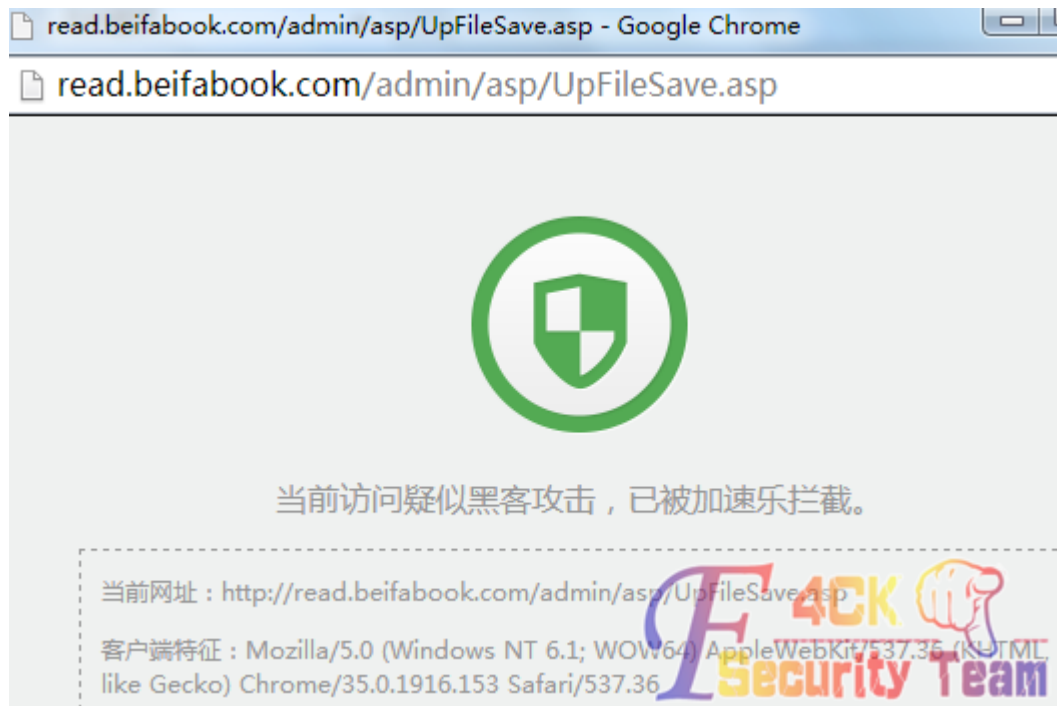 read.beifabook.com/admin/asp/UpFileSave.asp - Google Chrome
read.beifabook.com/admin/asp/UpFileSave.asp
当前访问疑似黑客攻击，已被加速乐拦截。
当前网址：http://read.beifabook.com/admin/asp/UpFileSave.asp
客户端特征：Mozilla/5.0 (Windows NT 6.1; WOW64) AppleWebKit/537.36 (KHTML,
like Gecko) Chrome/35.0.1916.153 Safari/537.36
F4CK
Security Team